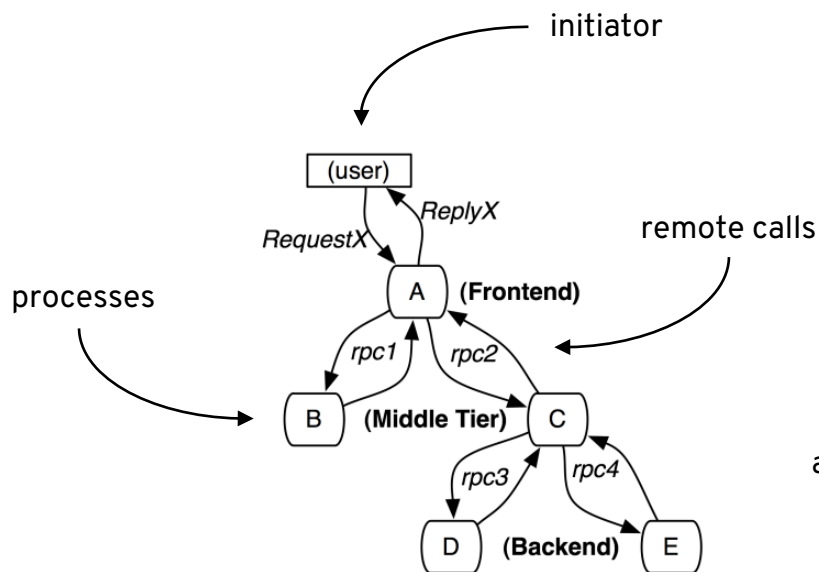 initiator
(user)
ReplyX
RequestX
remote calls
processes
A (Frontend)
rpc1 rpc2
B (Middle Tier) C
a
rpc3 rpc4
D (Backend) E